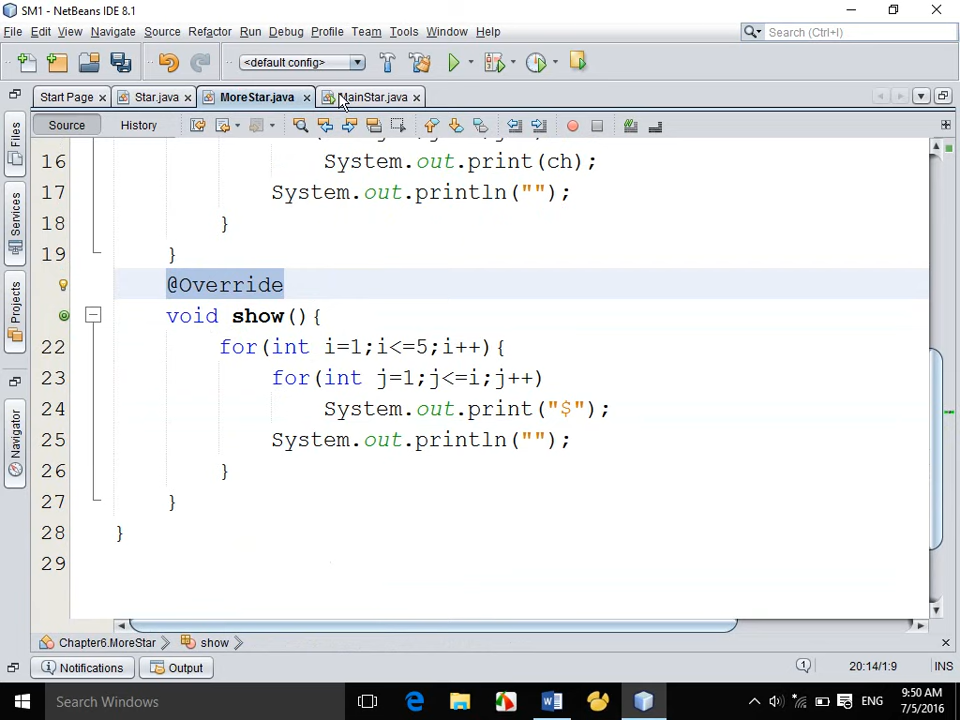 SM1 - NetBeans IDE 8.1
File Edit View Navigate Source Refactor Run Debug Profile Team Tools Window Help
Search (Ctrl+I)
<default config>
Start Page Star.java MoreStar.java MainStar.java
Source History
Files
Services
Projects
Navigator
16 System.out.print(ch);
17 System.out.println("");
18 }
19 }
@Override
void show(){
22 for(int i=1;i<=5;i++){
23 for(int j=1;j<=i;j++)
24 System.out.print("$");
25 System.out.println("");
26 }
27 }
28 }
29
Chapter6.MoreStar show
Notifications Output 1 20:14/1:9 INS
Search Windows ENG 9:50 AM
7/5/2016